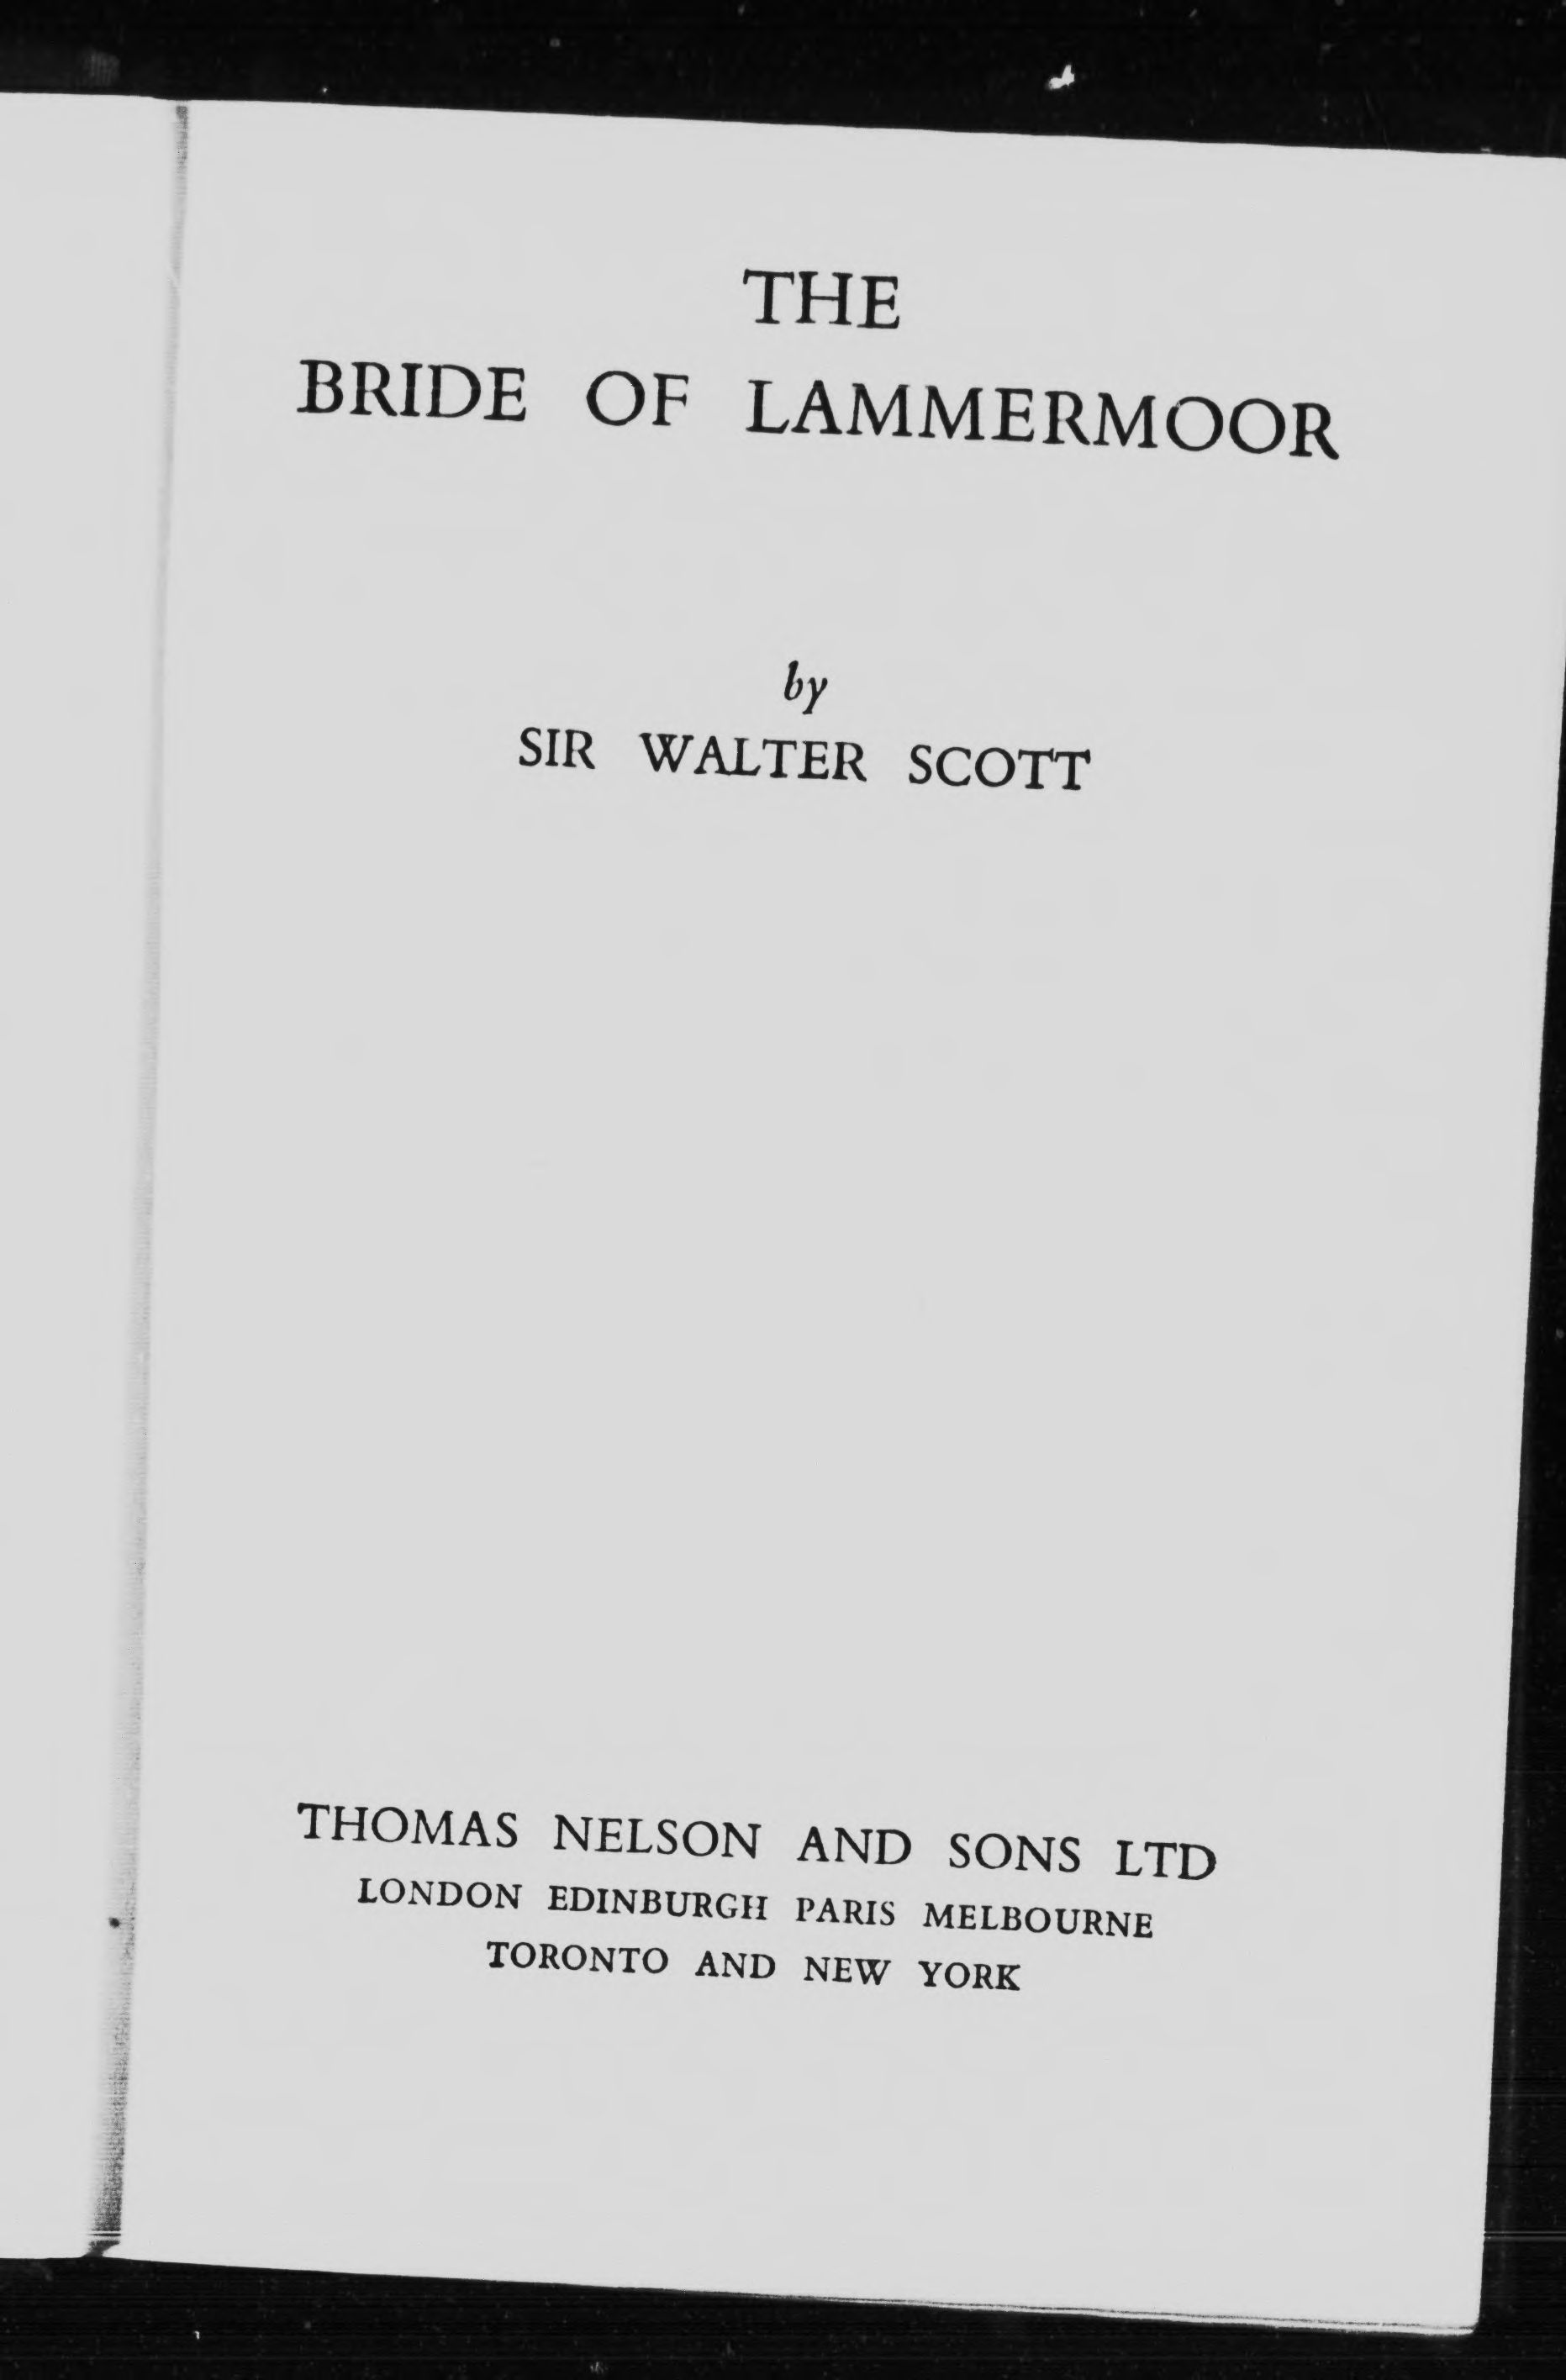 THE
BRIDE OF LAMMERMOOR
by
SIR WALTER SCOTT
THOMAS NELSON AND SONS LTD
LONDON EDINBURGH PARIS MELBOURNE
TORONTO AND NEW YORK